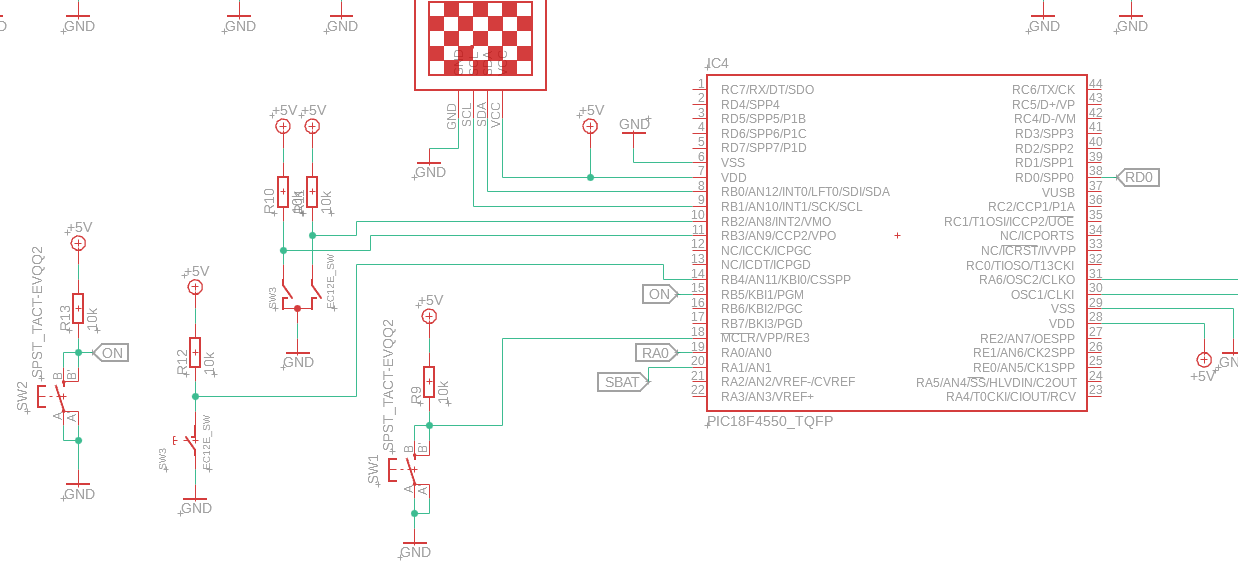 GND
GND
GND
GND
GND
GND
SCL
SDA
VCC
GND
+5V
GND
+5V
+5V
R10
10k
10k
SW3
EC12E_SW
GND
+5V
R13
10k
ON
SPST_TACT-EVQQ2
SW2
B
B'
A
A'
GND
+5V
R12
10k
SW3
EC12E_SW
GND
+5V
R9
10k
SPST_TACT-EVQQ2
SW1
B
B'
A
A'
GND
ON
RA0
SBAT
IC4
1 RC7/RX/DT/SDO
2 RD4/SPP4
3 RD5/SPP5/P1B
4 RD6/SPP6/P1C
5 RD7/SPP7/P1D
6 VSS
7 VDD
8 RB0/AN12/INT0/LFT0/SDI/SDA
9 RB1/AN10/INT1/SCK/SCL
10 RB2/AN8/INT2/VMO
11 RB3/AN9/CCP2/VPO
12 NC/ICCK/ICPGC
13 NC/ICDT/ICPGD
14 RB4/AN11/KBI0/CSSPP
15 RB5/KBI1/PGM
16 RB6/KBI2/PGC
17 RB7/BKI3/PGD
18 MCLR/VPP/RE3
19 RA0/AN0
20 RA1/AN1
21 RA2/AN2/VREF-/CVREF
22 RA3/AN3/VREF+
RC6/TX/CK 44
RC5/D+/VP 43
RC4/D-/VM 42
RD3/SPP3 41
RD2/SPP2 40
RD1/SPP1 39
RD0/SPP0 38
VUSB 37
RC2/CCP1/P1A 36
RC1/T1OSI/ICCP2/UOE 35
NC/ICPORTS 34
NC/ICRST/IVVPP 33
RC0/TIOSO/T13CKI 32
RA6/OSC2/CLKO 31
OSC1/CLKI 30
VSS 29
VDD 28
RE2/AN7/OESPP 27
RE1/AN6/CK2SPP 26
RE0/AN5/CK1SPP 25
RA5/AN4/SS/HLVDIN/C2OUT 24
RA4/T0CKI/CIOUT/RCV 23
PIC18F4550_TQFP
RD0
+5V